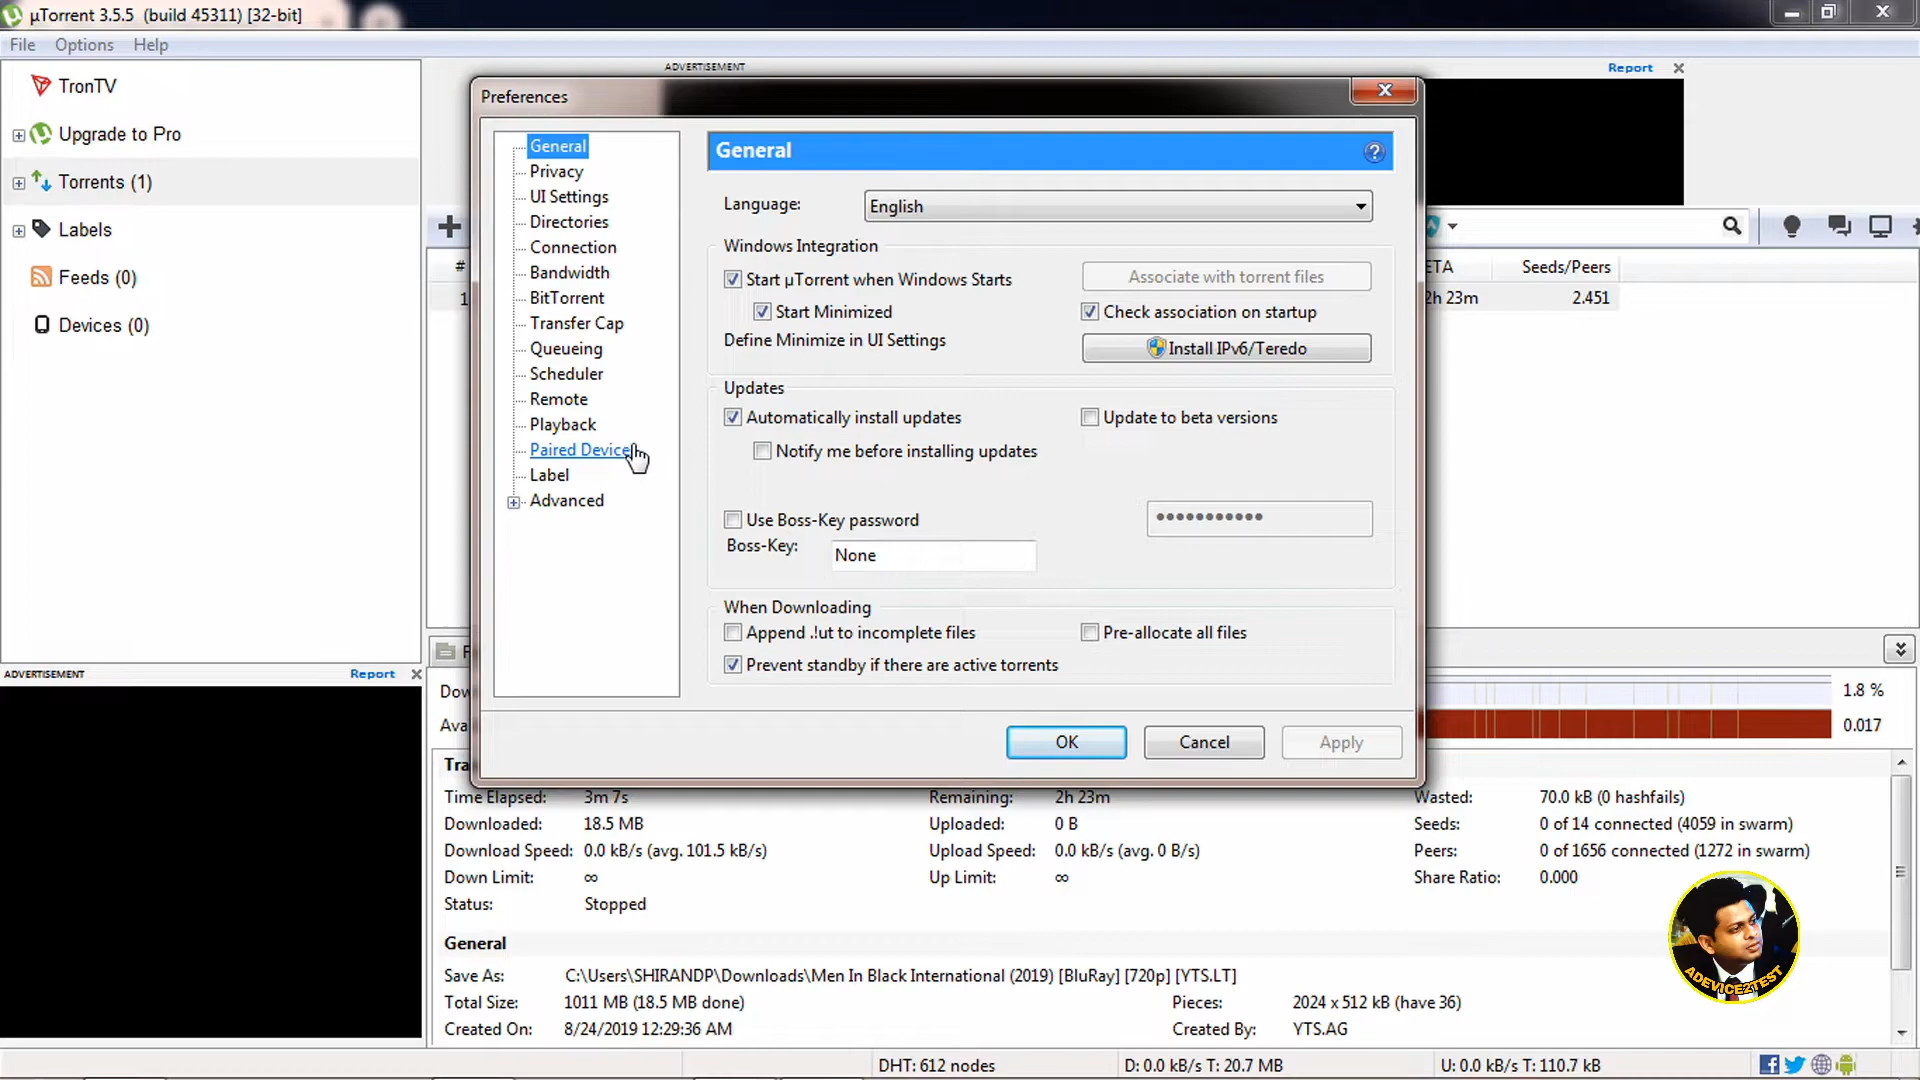 µTorrent 3.5.5 (build 45311) [32-bit]
File Options Help
TronTV
Upgrade to Pro
Torrents (1)
Labels
Feeds (0)
Devices (0)
ADVERTISEMENT Report
ADVERTISEMENT Report
Preferences
General
Privacy
UI Settings
Directories
Connection
Bandwidth
BitTorrent
Transfer Cap
Queueing
Scheduler
Remote
Playback
Paired Device
Label
Advanced
General
Language: English
Windows Integration
Start µTorrent when Windows Starts Associate with torrent files
Start Minimized Check association on startup
Define Minimize in UI Settings Install IPv6/Teredo
Updates
Automatically install updates Update to beta versions
Notify me before installing updates
Use Boss-Key password •••••••••••
Boss-Key: None
When Downloading
Append .!ut to incomplete files Pre-allocate all files
Prevent standby if there are active torrents
OK Cancel Apply
# TA Seeds/Peers
1 2h 23m 2.451
Dow 1.8 %
Ava 0.017
Tra
Time Elapsed: 3m 7s Remaining: 2h 23m Wasted: 70.0 kB (0 hashfails)
Downloaded: 18.5 MB Uploaded: 0 B Seeds: 0 of 14 connected (4059 in swarm)
Download Speed: 0.0 kB/s (avg. 101.5 kB/s) Upload Speed: 0.0 kB/s (avg. 0 B/s) Peers: 0 of 1656 connected (1272 in swarm)
Down Limit: ∞ Up Limit: ∞ Share Ratio: 0.000
Status: Stopped
General
Save As: C:\Users\SHIRANDP\Downloads\Men In Black International (2019) [BluRay] [720p] [YTS.LT]
Total Size: 1011 MB (18.5 MB done) Pieces: 2024 x 512 kB (have 36)
Created On: 8/24/2019 12:29:36 AM Created By: YTS.AG
ADEVICE2TEST
DHT: 612 nodes D: 0.0 kB/s T: 20.7 MB U: 0.0 kB/s T: 110.7 kB